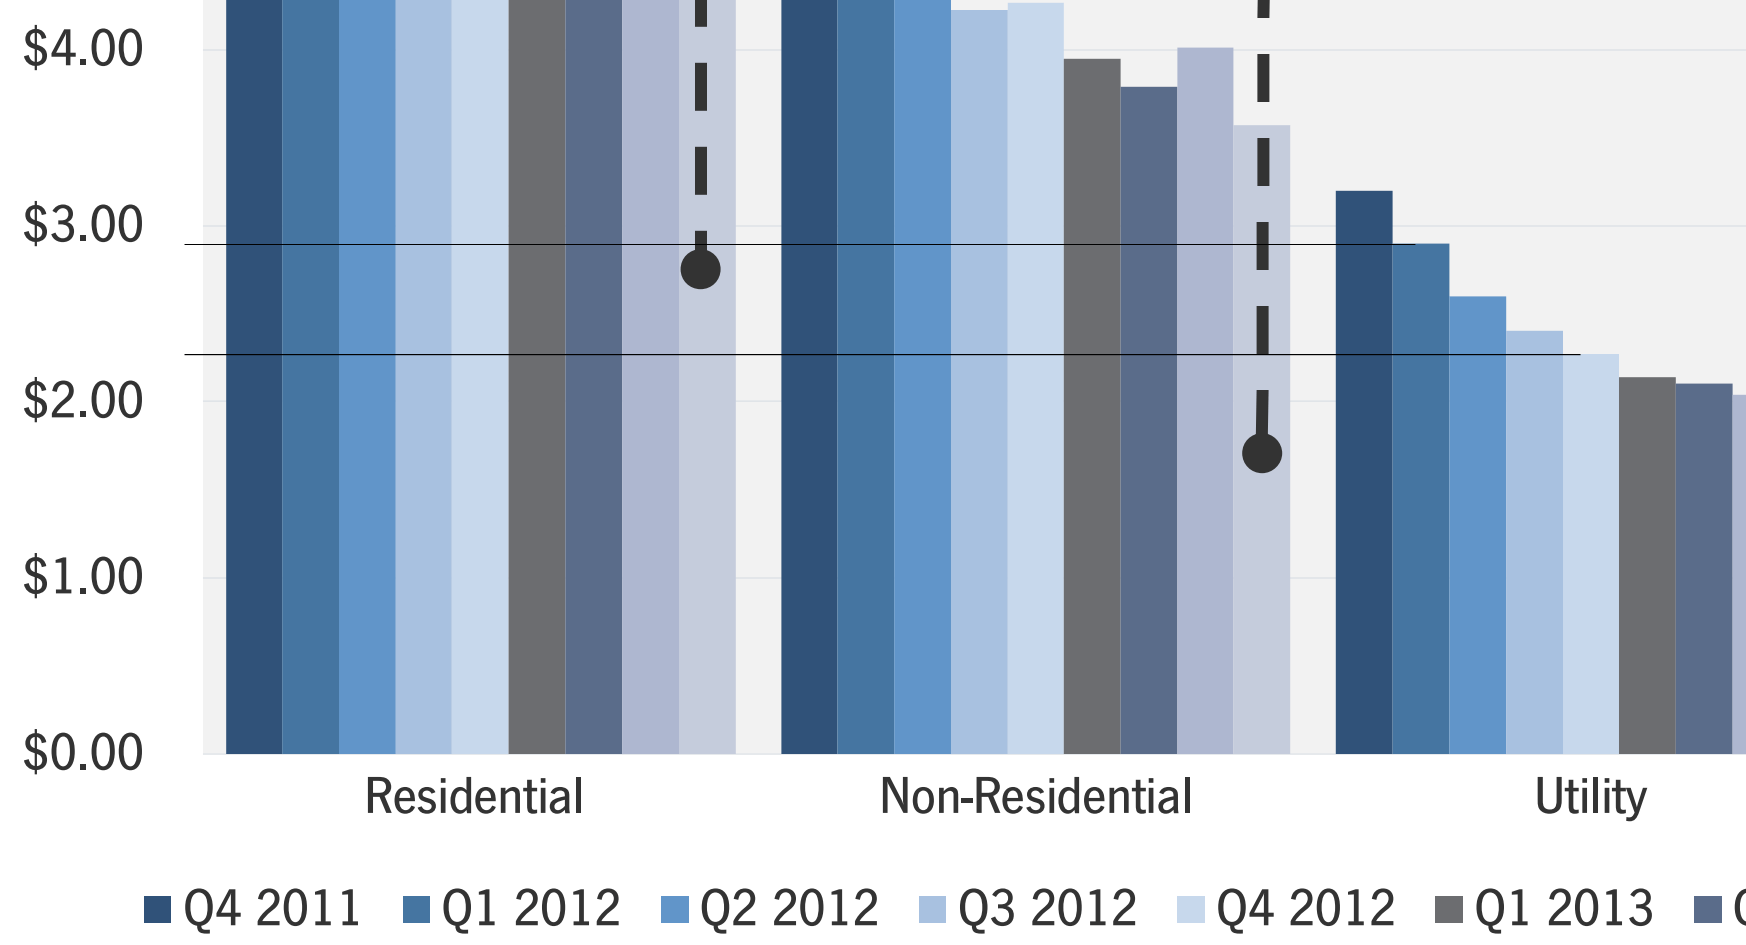 $4.00
$3.00
$2.00
$1.00
$0.00
Residential Non-Residential Utility
Q4 2011 Q1 2012 Q2 2012 Q3 2012 Q4 2012 Q1 2013